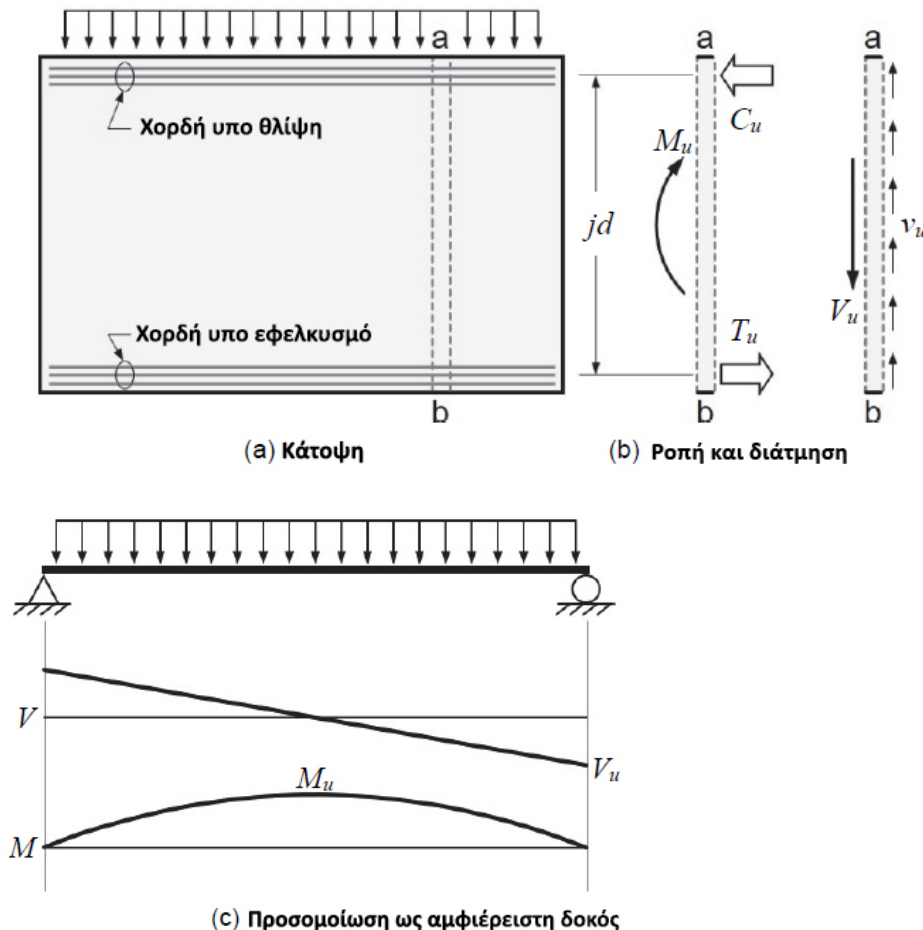 a
Χορδή υπο θλίψη
Χορδή υπο εφελκυσμό
b
jd
a
C_u
M_u
T_u
b
a
v_u
V_u
b
(a) Κάτοψη
(b) Ροπή και διάτμηση
V
V_u
M_u
M
(c) Προσομοίωση ως αμφιέρειστη δοκός